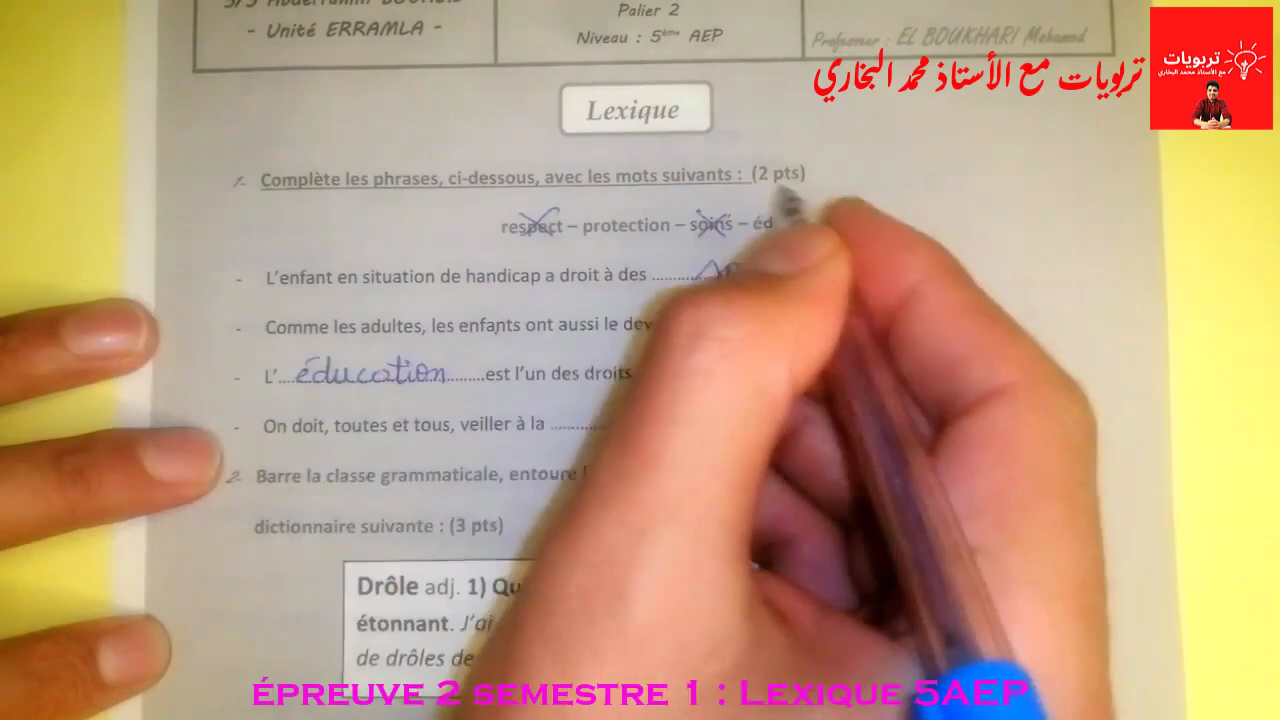 - Unité ERRAMLA -
Palier 2
Niveau : 5ème AEP
Professeur : EL BOUKHARI Mohamed
تربويات مع الأستاذ محمد البخاري
تربويات
مع الأستاذ محمد البخاري
Lexique
1- Complète les phrases, ci-dessous, avec les mots suivants : (2 pts)
respect – protection – soins – éd
- L'enfant en situation de handicap a droit à des ..........
- Comme les adultes, les enfants ont aussi le dev
- L'....éducation.........est l'un des droits
- On doit, toutes et tous, veiller à la ..........
2- Barre la classe grammaticale, entoure
dictionnaire suivante : (3 pts)
Drôle adj. 1) Qu
étonnant. J'ai
de drôles de
épreuve 2 semestre 1 : Lexique 5AEP